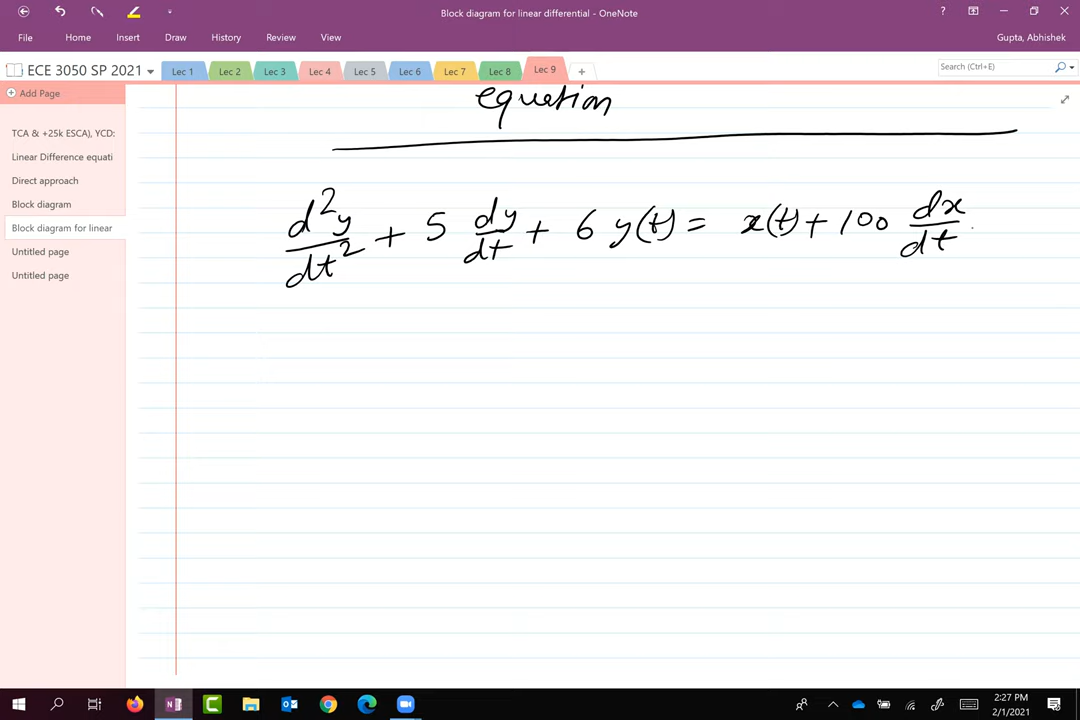 Block diagram for linear differential - OneNote
?
File Home Insert Draw History Review View
Gupta, Abhishek
ECE 3050 SP 2021
Lec 1 Lec 2 Lec 3 Lec 4 Lec 5 Lec 6 Lec 7 Lec 8 Lec 9 +
Search (Ctrl+E)
Add Page
TCA & +25k ESCA), YCD:
Linear Difference equati
Direct approach
Block diagram
Block diagram for linear
Untitled page
Untitled page
equation
d²y/dt² + 5 dy/dt + 6 y(t) = x(t) + 100 dx/dt
2:27 PM
2/1/2021